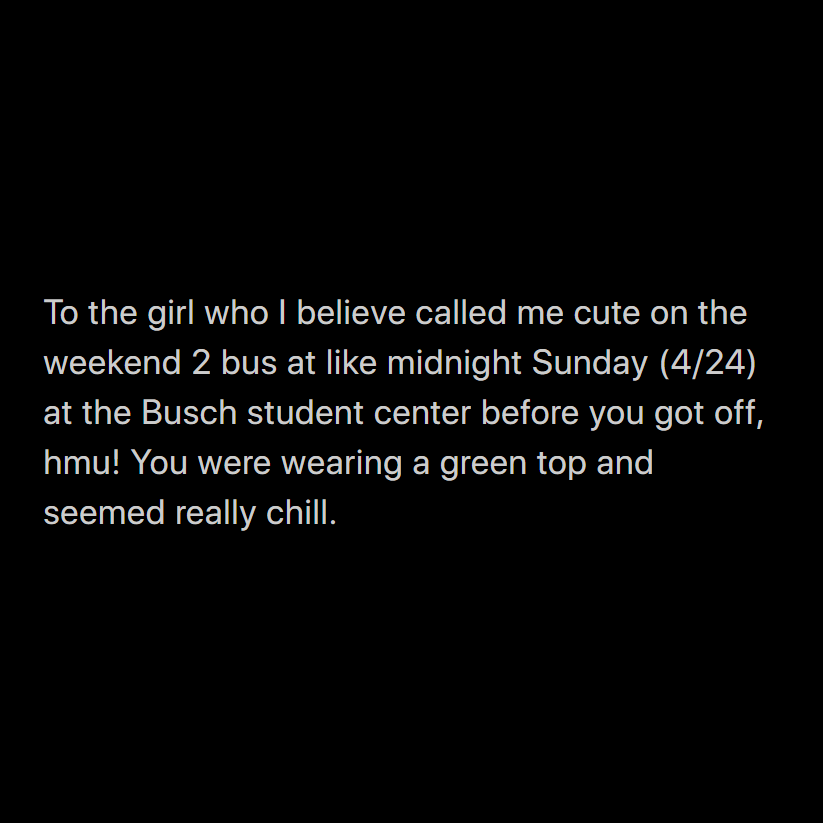 To the girl who I believe called me cute on the
weekend 2 bus at like midnight Sunday (4/24)
at the Busch student center before you got off,
hmu! You were wearing a green top and
seemed really chill.